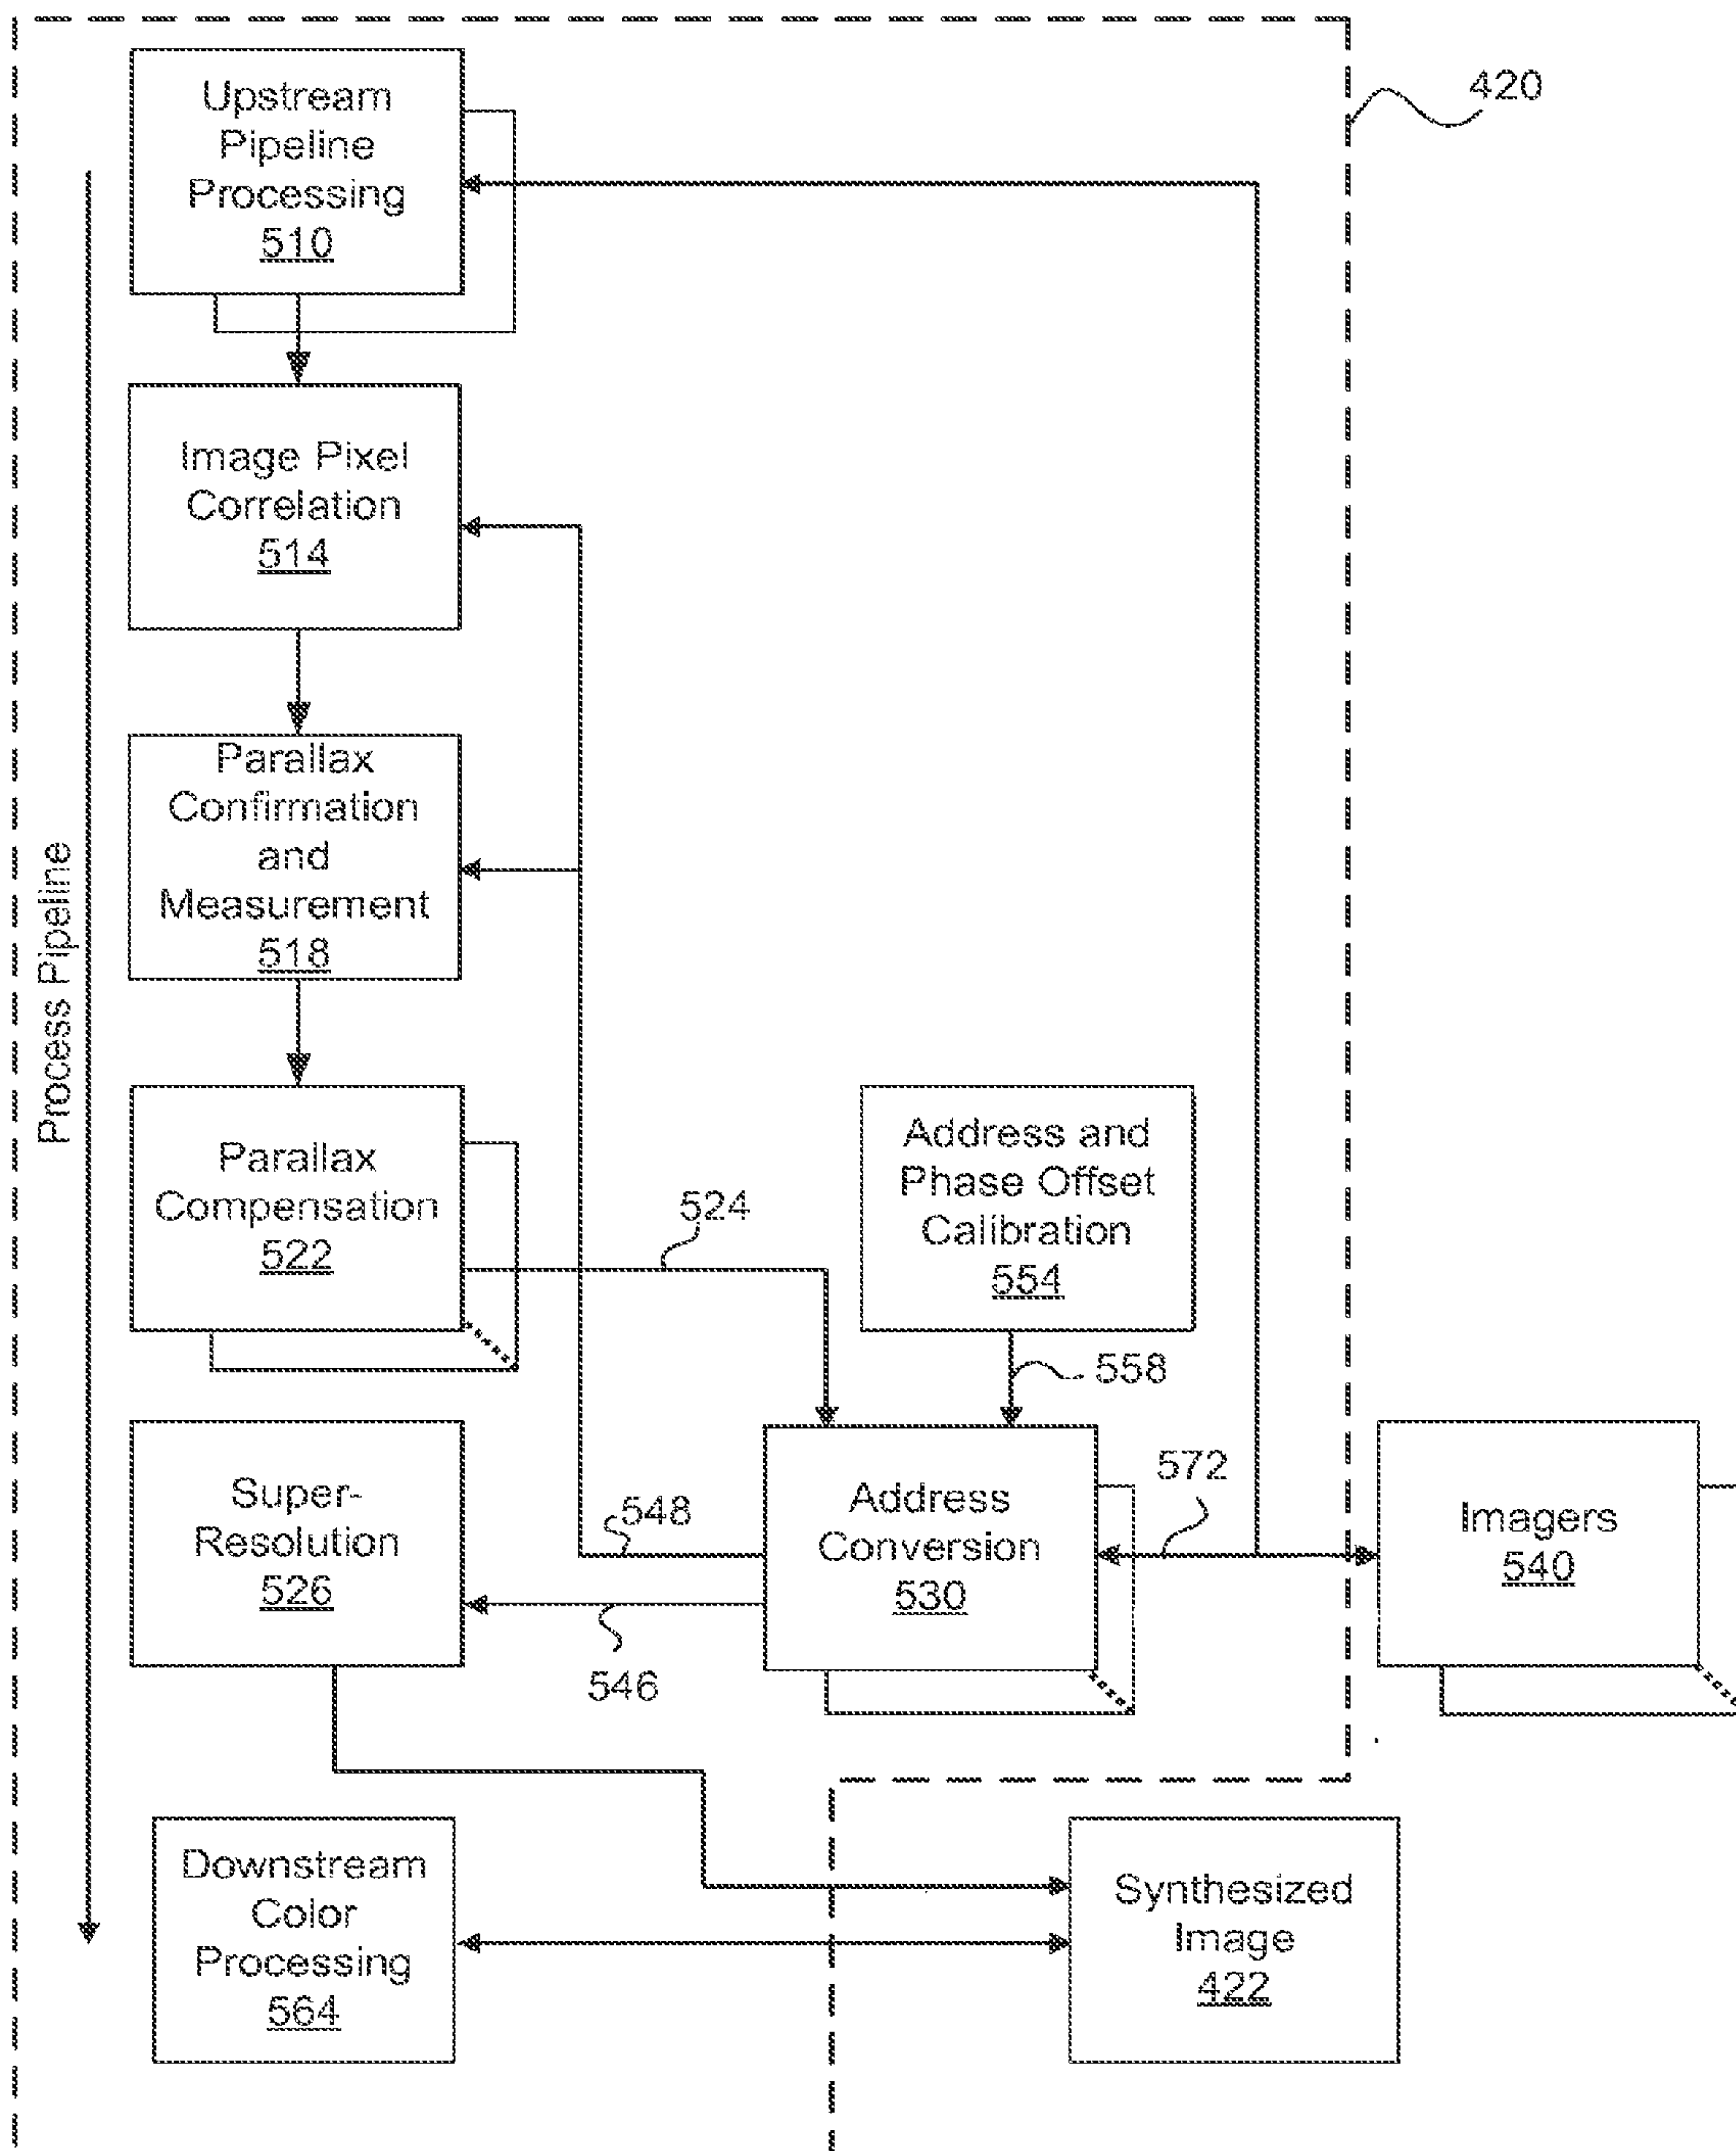 420
Upstream
Pipeline
Processing
510
Image Pixel
Correlation
514
Process Pipeline
Parallax
Confirmation
and
Measurement
518
Parallax
Compensation
522
524
Address and
Phase Offset
Calibration
554
558
Super-
Resolution
526
548
546
Address
Conversion
530
572
Imagers
540
Downstream
Color
Processing
564
Synthesized
Image
422